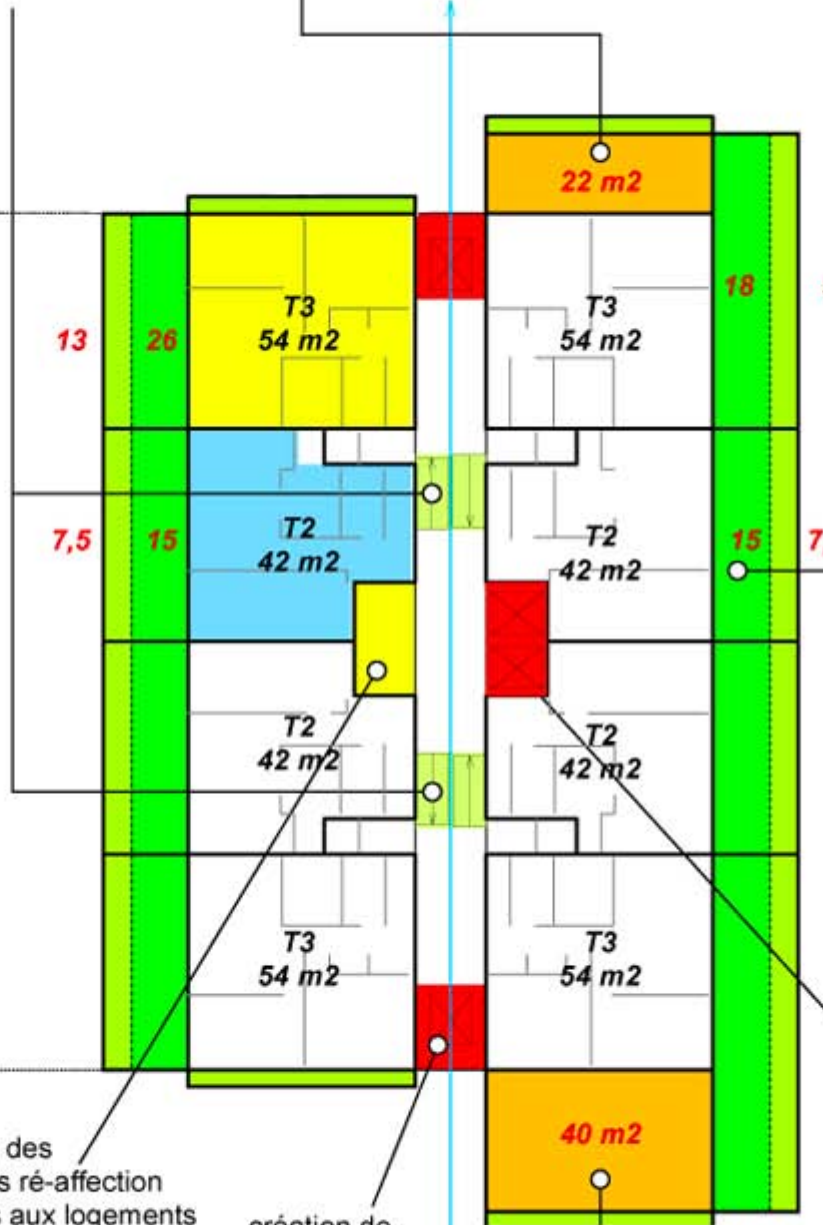 22 m2
T3
54 m2
T3
54 m2
18
13
26
T2
42 m2
T2
42 m2
7,5
15
15
T2
42 m2
T2
42 m2
T3
54 m2
T3
54 m2
40 m2
des
ré-affection
aux logements
création de